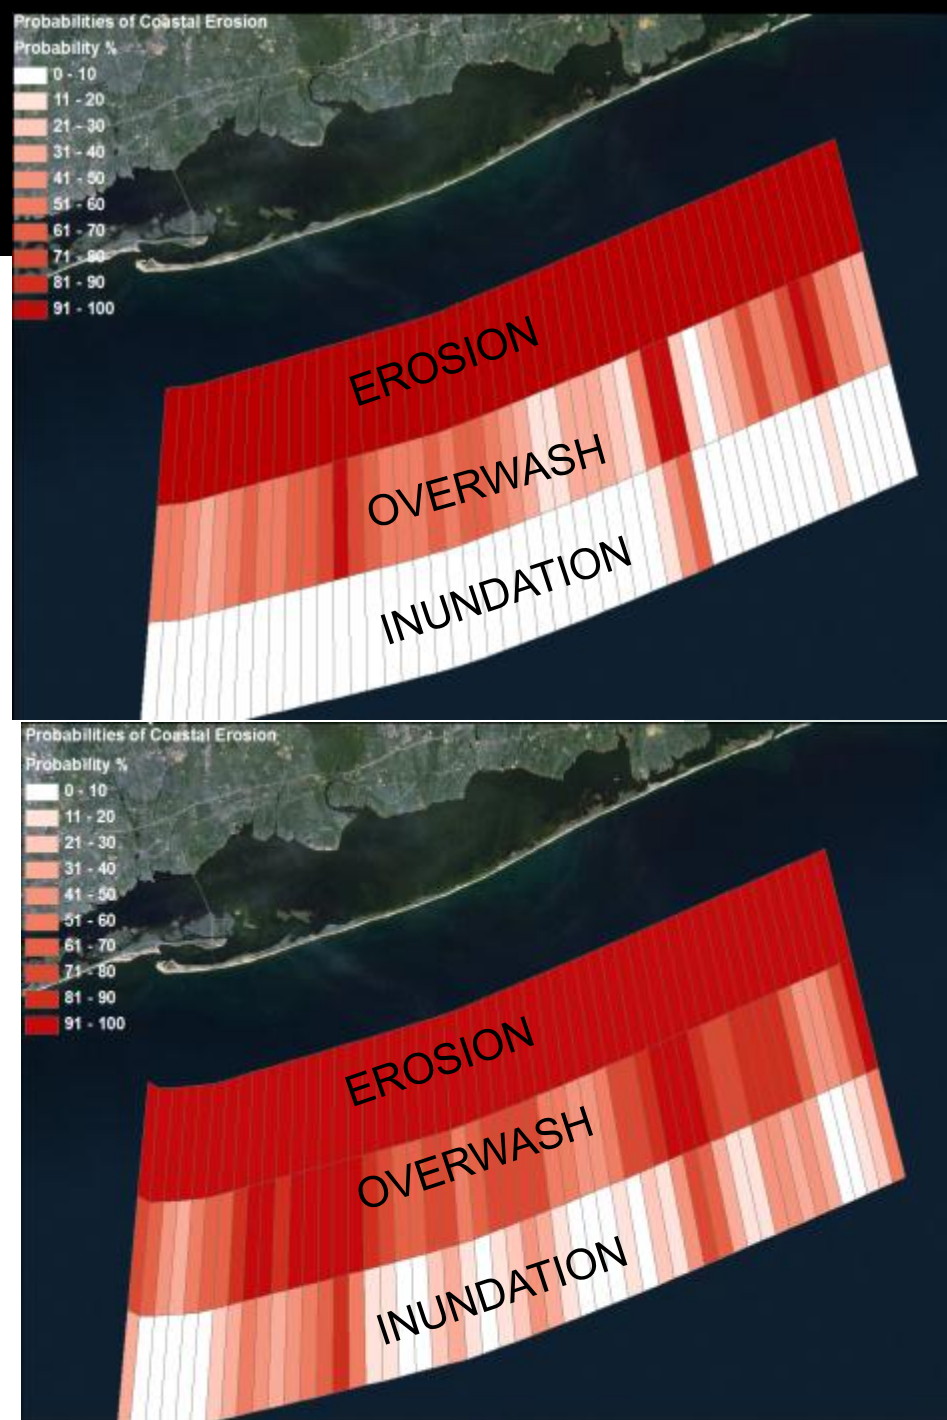 Probabilities of Coastal Erosion
Probability %
0 - 10
11 - 20
21 - 30
31 - 40
41 - 50
51 - 60
61 - 70
71 - 80
81 - 90
91 - 100
EROSION
OVERWASH
INUNDATION
Probabilities of Coastal Erosion
Probability %
0 - 10
11 - 20
21 - 30
31 - 40
41 - 50
51 - 60
61 - 70
71 - 80
81 - 90
91 - 100
EROSION
OVERWASH
INUNDATION